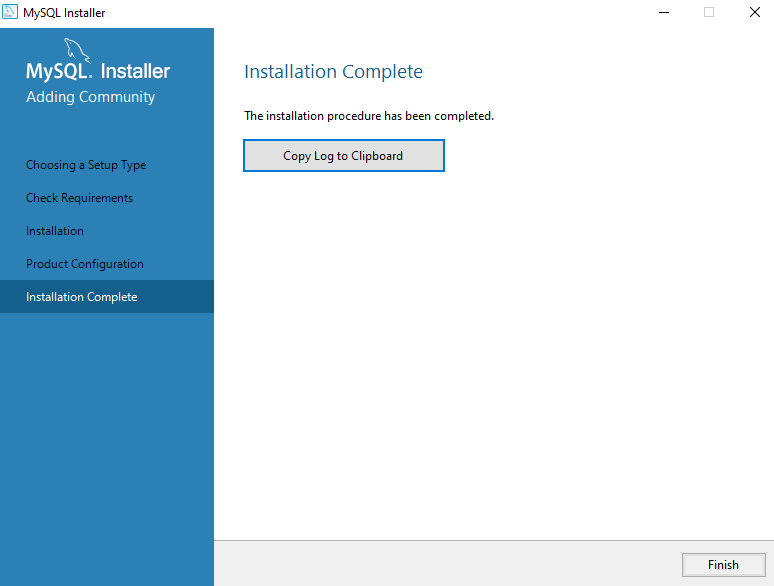 MySQL Installer
MySQL. Installer
Adding Community
Choosing a Setup Type
Check Requirements
Installation
Product Configuration
Installation Complete
Installation Complete
The installation procedure has been completed.
Copy Log to Clipboard
Finish